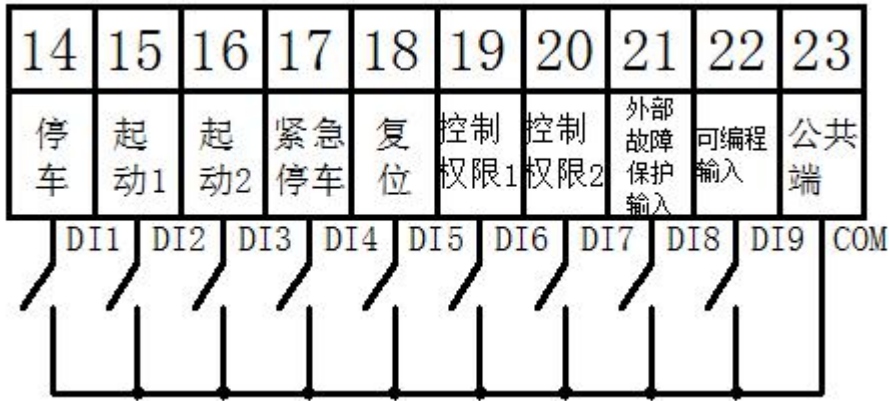 14 15 16 17 18 19 20 21 22 23
停车 起动1 起动2 紧急停车 复位 控制权限1 控制权限2 外部故障保护输入 可编程输入 公共端
DI1 DI2 DI3 DI4 DI5 DI6 DI7 DI8 DI9 COM